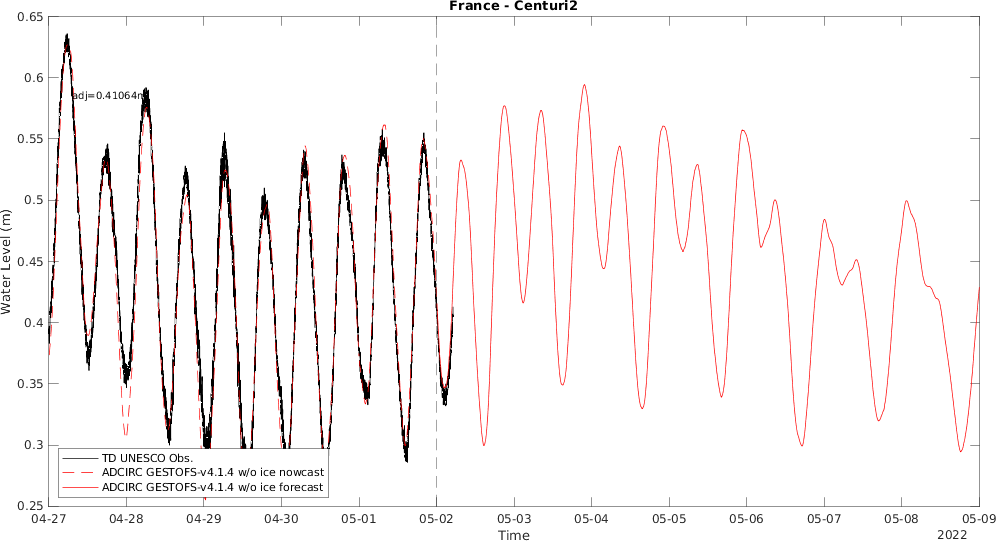 France - Centuri2
0.65
0.6
0.55
0.5
0.45
0.4
0.35
0.3
0.25
Water Level (m)
adj=0.41064m
TD UNESCO Obs.
ADCIRC GESTOFS-v4.1.4 w/o ice nowcast
ADCIRC GESTOFS-v4.1.4 w/o ice forecast
04-27 04-28 04-29 04-30 05-01 05-02 05-03 05-04 05-05 05-06 05-07 05-08 05-09
Time
2022